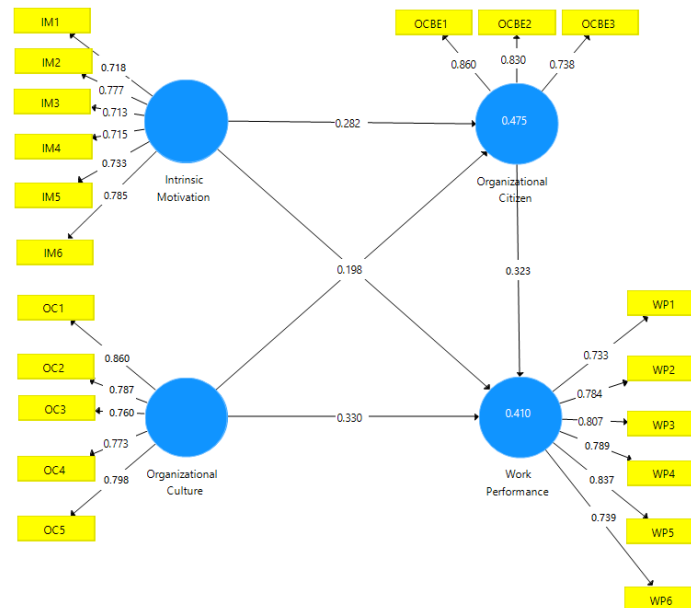 IM1
OCBE1
OCBE2
OCBE3
IM2
0.718
0.860
0.830
0.738
0.777
IM3
0.713
0.715
IM4
0.733
0.282
0.475
IM5
0.785
Intrinsic
Motivation
Organizational
Citizen
IM6
0.198
0.323
OC1
WP1
0.860
0.733
OC2
0.787
WP2
0.784
OC3
0.760
0.330
0.410
0.807
WP3
0.773
0.789
OC4
0.798
Organizational
Culture
Work
Performance
0.837
WP4
OC5
0.739
WP5
WP6